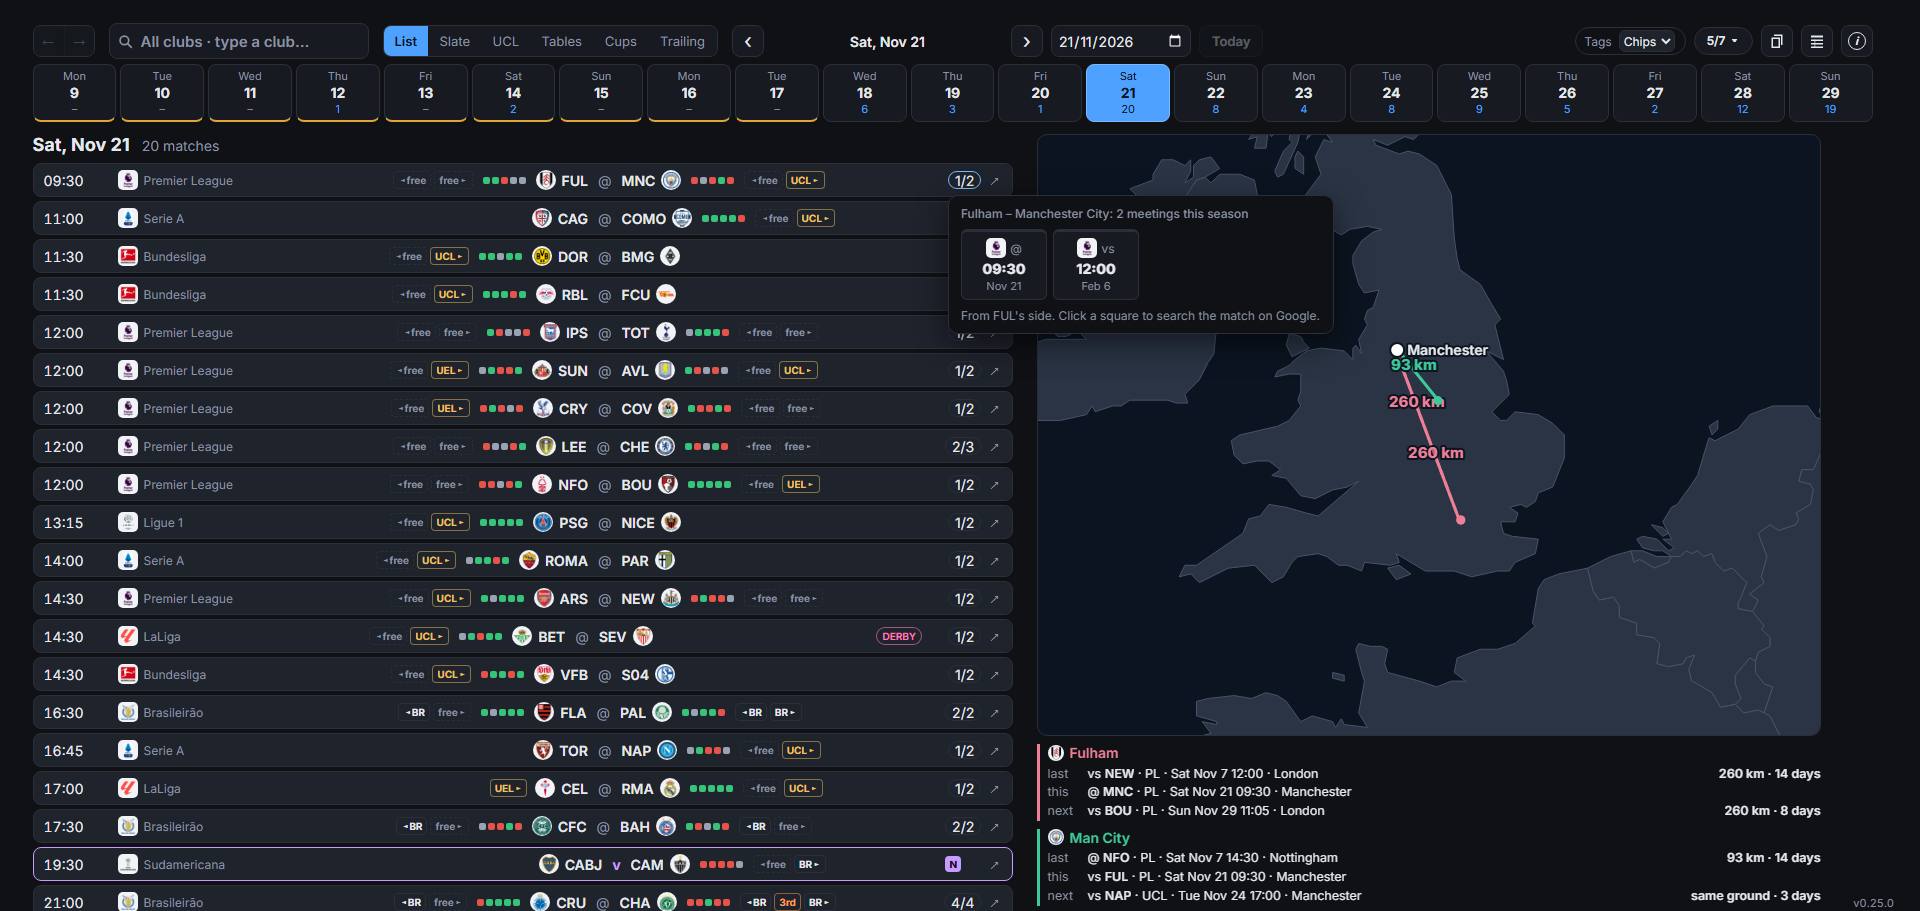 ← → All clubs · type a club... List Slate UCL Tables Cups Trailing ‹ Sat, Nov 21 › 21/11/2026 Today Tags Chips 5/7
Mon Tue Wed Thu Fri Sat Sun Mon Tue Wed Thu Fri Sat Sun Mon Tue Wed Thu Fri Sat Sun
9 10 11 12 13 14 15 16 17 18 19 20 21 22 23 24 25 26 27 28 29
– – – 1 – 2 – – – 6 3 1 20 8 4 8 9 5 2 12 19
Sat, Nov 21 20 matches
09:30 Premier League ◂free free▸ FUL @ MNC ◂free UCL▸ 1/2 ↗
11:00 Serie A CAG @ COMO ◂free UCL▸
11:30 Bundesliga ◂free UCL▸ DOR @ BMG
11:30 Bundesliga ◂free UCL▸ RBL @ FCU
12:00 Premier League ◂free free▸ IPS @ TOT ◂free free▸
12:00 Premier League UEL▸ ◂free SUN @ AVL ◂free UCL▸ 1/2 ↗
12:00 Premier League ◂free UEL▸ CRY @ COV ◂free free▸ 1/2 ↗
12:00 Premier League ◂free free▸ LEE @ CHE ◂free free▸ 2/3 ↗
12:00 Premier League ◂free free▸ NFO @ BOU ◂free UEL▸ 1/2 ↗
13:15 Ligue 1 ◂free UCL▸ PSG @ NICE 1/2 ↗
14:00 Serie A ◂free UCL▸ ROMA @ PAR 1/2 ↗
14:30 Premier League ◂free UCL▸ ARS @ NEW ◂free free▸ 1/2 ↗
14:30 LaLiga ◂free UCL▸ BET @ SEV DERBY 1/2 ↗
14:30 Bundesliga ◂free UCL▸ VFB @ S04 1/2 ↗
16:30 Brasileirão ◂BR free▸ FLA @ PAL ◂BR BR▸ 2/2 ↗
16:45 Serie A TOR @ NAP ◂free UCL▸ 1/2 ↗
17:00 LaLiga UEL▸ CEL @ RMA ◂free UCL▸ 1/2 ↗
17:30 Brasileirão ◂BR free▸ CFC @ BAH ◂BR free▸ 2/2 ↗
19:30 Sudamericana CABJ v CAM ◂free BR▸ N ↗
21:00 Brasileirão ◂BR free▸ CRU @ CHA ◂BR 3rd BR▸ 4/4 ↗
Fulham – Manchester City: 2 meetings this season
@ vs
09:30 12:00
Nov 21 Feb 6
From FUL's side. Click a square to search the match on Google.
Manchester
93 km
260 km
260 km
Fulham
last vs NEW · PL · Sat Nov 7 12:00 · London 260 km · 14 days
this @ MNC · PL · Sat Nov 21 09:30 · Manchester
next vs BOU · PL · Sun Nov 29 11:05 · London 260 km · 8 days
Man City
last @ NFO · PL · Sat Nov 7 14:30 · Nottingham 93 km · 14 days
this vs FUL · PL · Sat Nov 21 09:30 · Manchester
next vs NAP · UCL · Tue Nov 24 17:00 · Manchester same ground · 3 days
v0.25.0